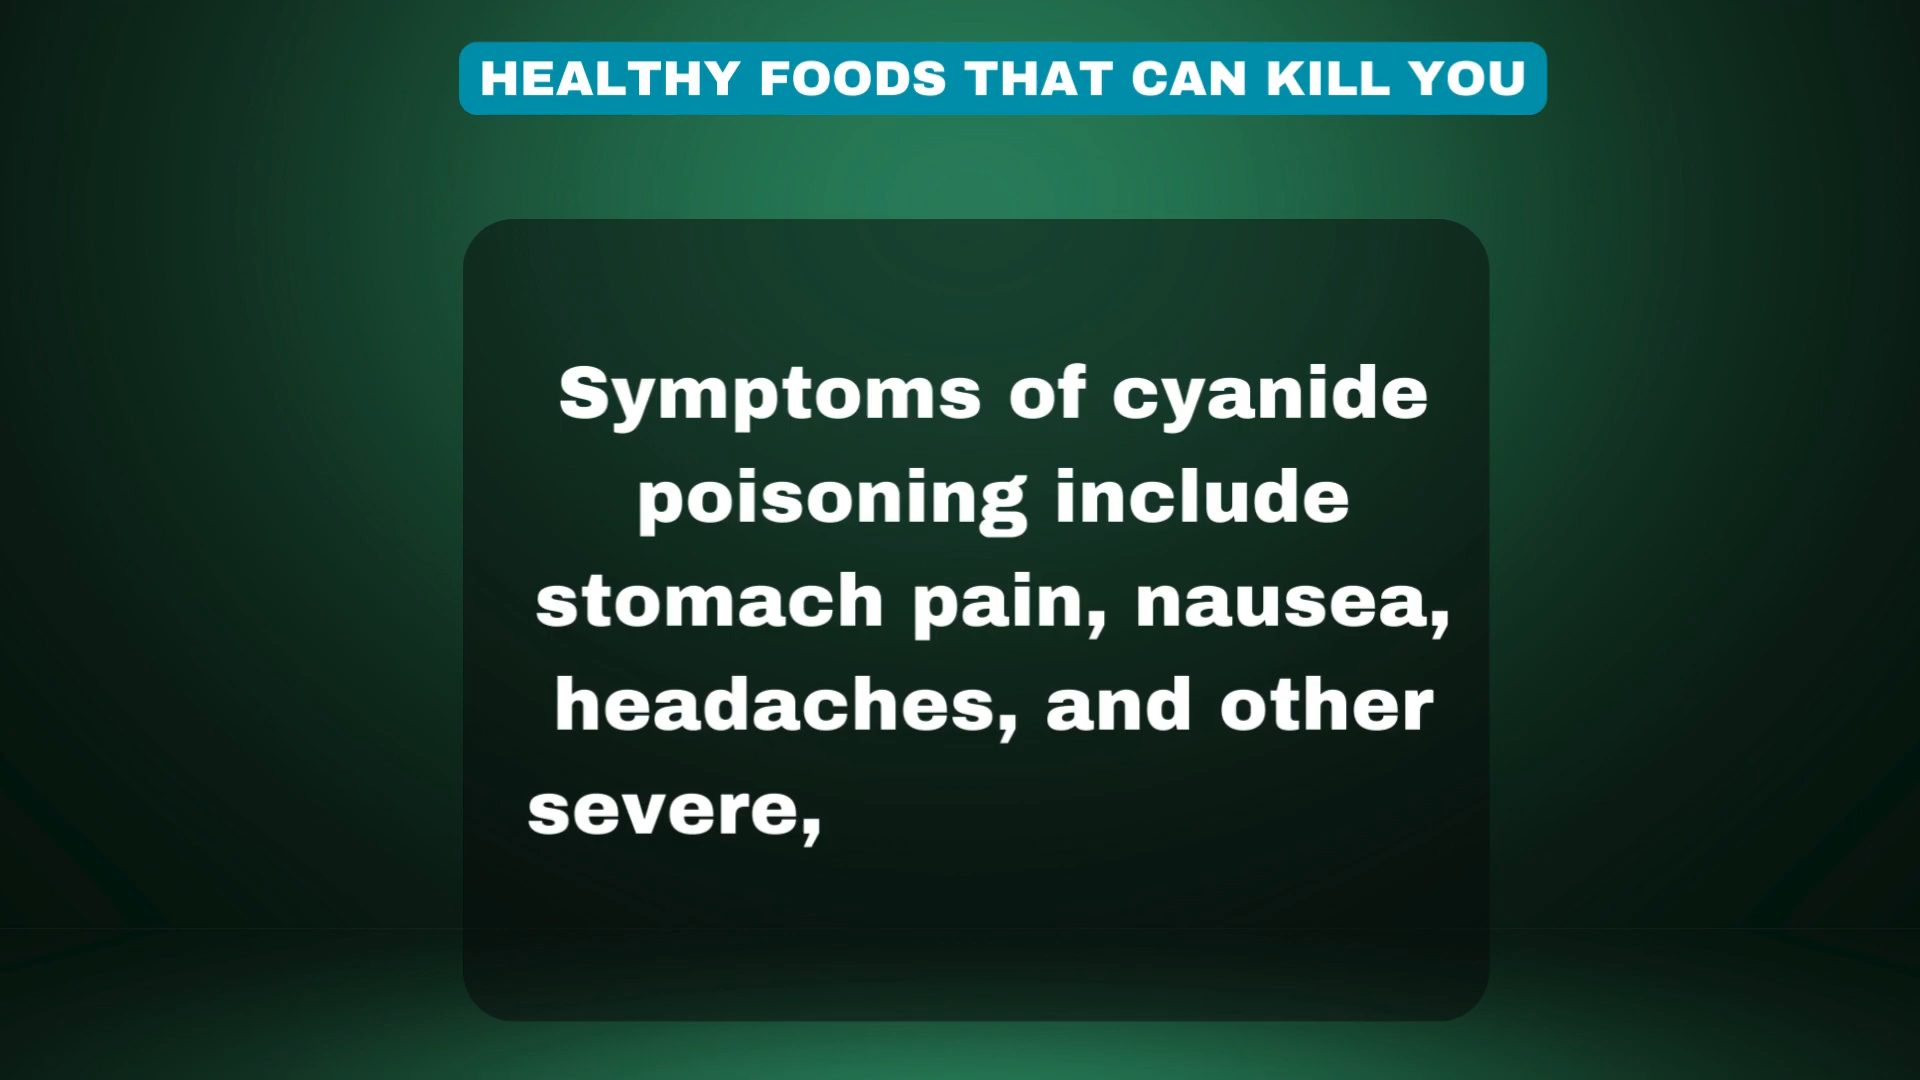 HEALTHY FOODS THAT CAN KILL YOU
Symptoms of cyanide
poisoning include
stomach pain, nausea,
headaches, and other
severe,